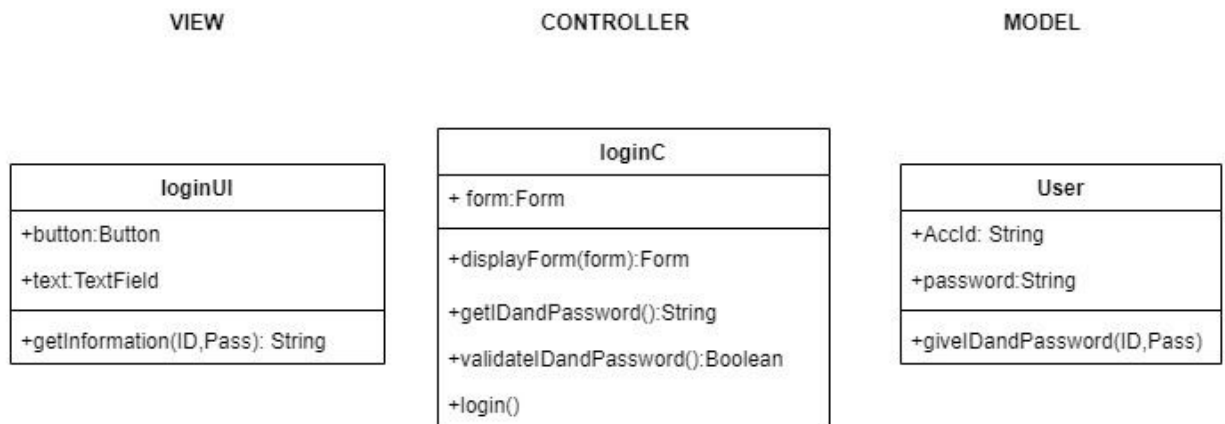 VIEW
CONTROLLER
MODEL
loginUI
+button:Button
+text:TextField
+getInformation(ID,Pass): String
loginC
+ form:Form
+displayForm(form):Form
+getIDandPassword():String
+validateIDandPassword():Boolean
+login()
User
+AccId: String
+password:String
+giveIDandPassword(ID,Pass)